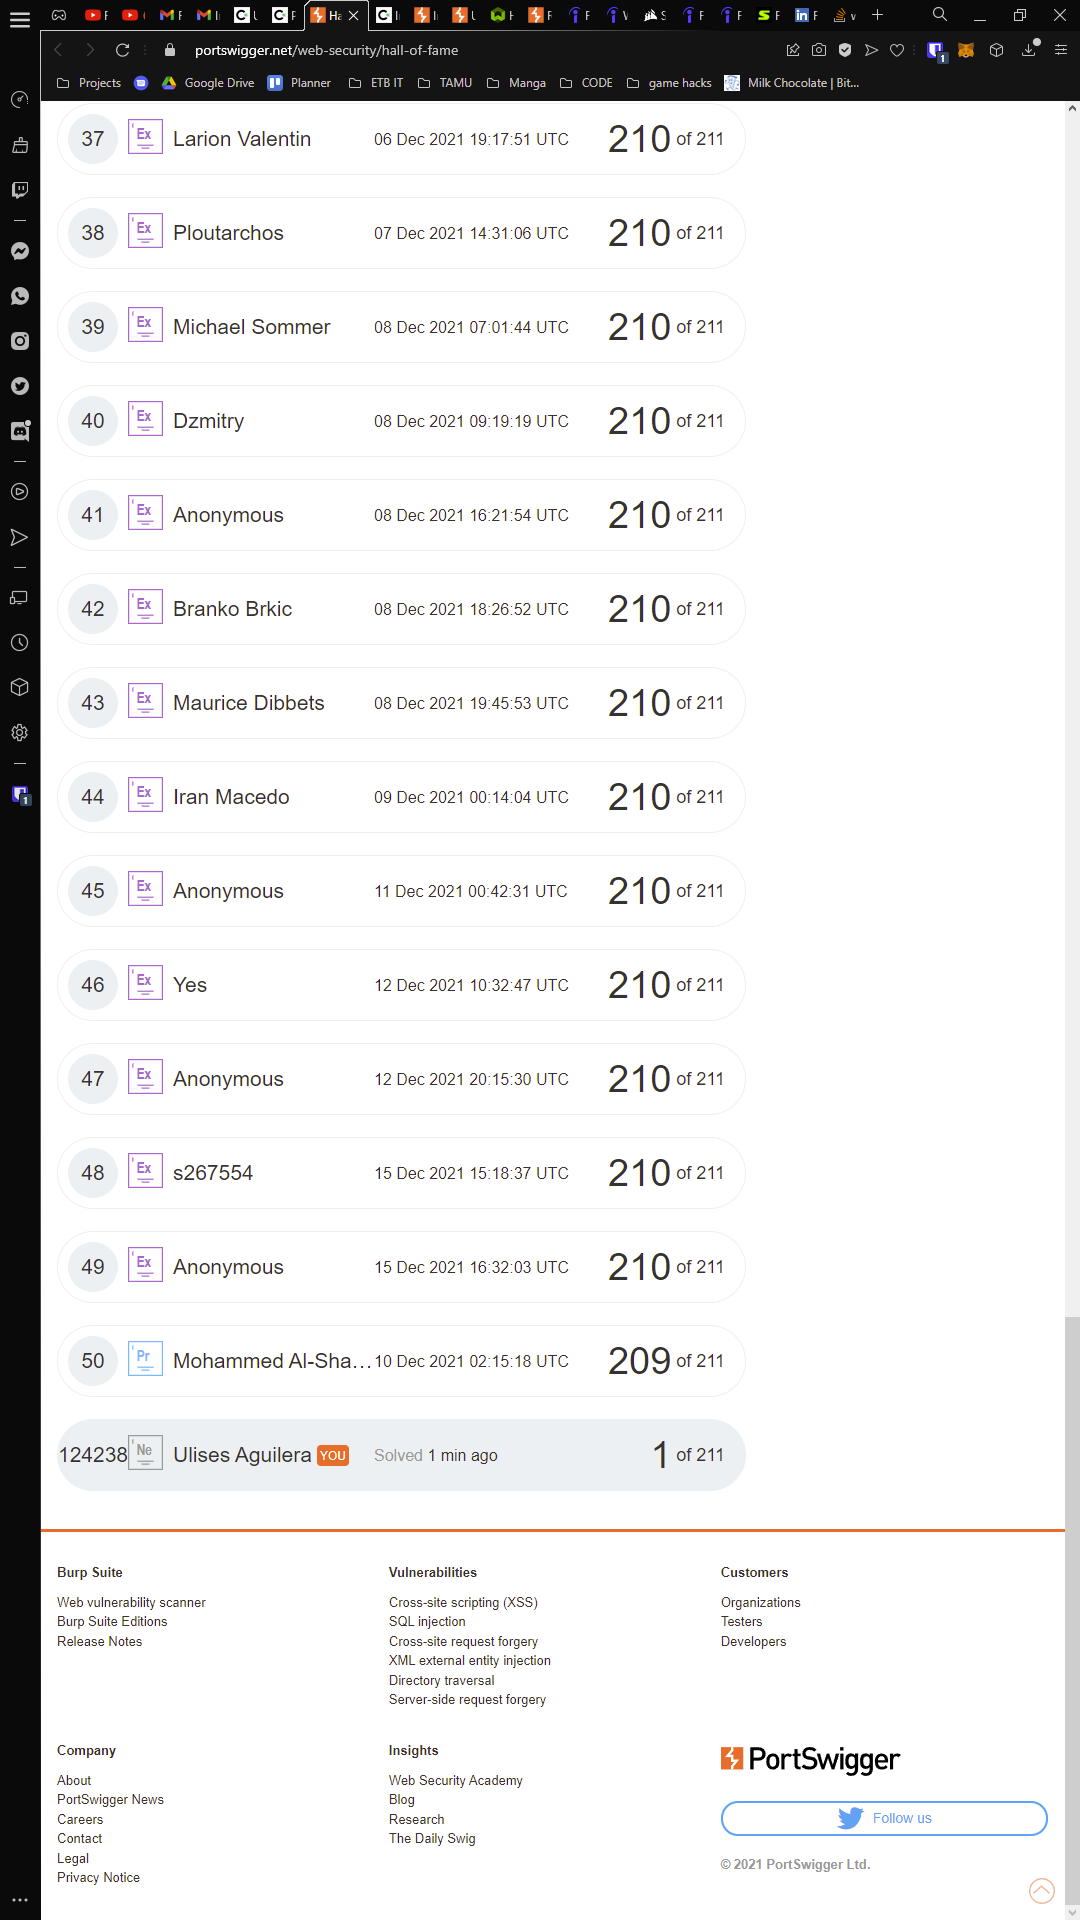 portswigger.net/web-security/hall-of-fame
Projects Google Drive Planner ETB IT TAMU Manga CODE game hacks Milk Chocolate | Bit...
37 Ex Larion Valentin 06 Dec 2021 19:17:51 UTC 210 of 211
38 Ex Ploutarchos 07 Dec 2021 14:31:06 UTC 210 of 211
39 Ex Michael Sommer 08 Dec 2021 07:01:44 UTC 210 of 211
40 Ex Dzmitry 08 Dec 2021 09:19:19 UTC 210 of 211
41 Ex Anonymous 08 Dec 2021 16:21:54 UTC 210 of 211
42 Ex Branko Brkic 08 Dec 2021 18:26:52 UTC 210 of 211
43 Ex Maurice Dibbets 08 Dec 2021 19:45:53 UTC 210 of 211
44 Ex Iran Macedo 09 Dec 2021 00:14:04 UTC 210 of 211
45 Ex Anonymous 11 Dec 2021 00:42:31 UTC 210 of 211
46 Ex Yes 12 Dec 2021 10:32:47 UTC 210 of 211
47 Ex Anonymous 12 Dec 2021 20:15:30 UTC 210 of 211
48 Ex s267554 15 Dec 2021 15:18:37 UTC 210 of 211
49 Ex Anonymous 15 Dec 2021 16:32:03 UTC 210 of 211
50 Pr Mohammed Al-Sha... 10 Dec 2021 02:15:18 UTC 209 of 211
124238 Ne Ulises Aguilera YOU Solved 1 min ago 1 of 211
Burp Suite
Web vulnerability scanner
Burp Suite Editions
Release Notes
Vulnerabilities
Cross-site scripting (XSS)
SQL injection
Cross-site request forgery
XML external entity injection
Directory traversal
Server-side request forgery
Customers
Organizations
Testers
Developers
Company
About
PortSwigger News
Careers
Contact
Legal
Privacy Notice
Insights
Web Security Academy
Blog
Research
The Daily Swig
PortSwigger
Follow us
© 2021 PortSwigger Ltd.